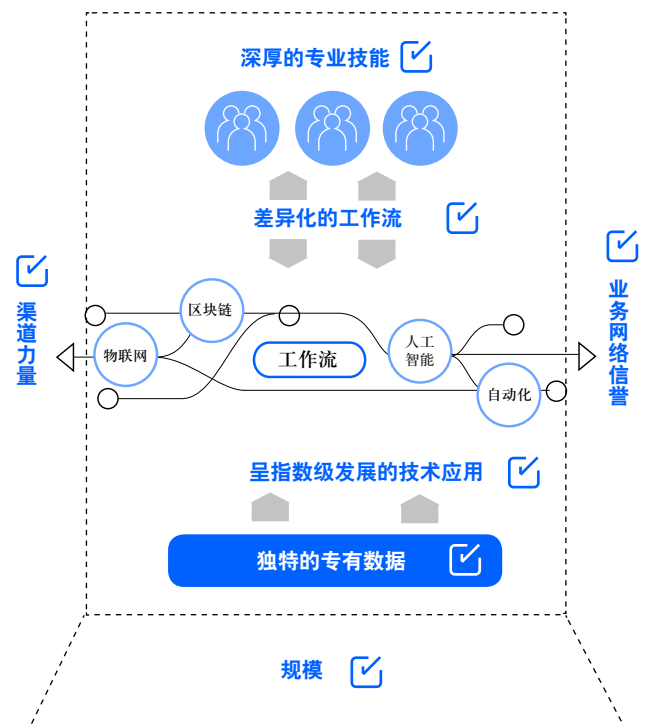 深厚的专业技能
差异化的工作流
渠道力量
业务网络信誉
区块链
物联网
工作流
人工
智能
自动化
呈指数级发展的技术应用
独特的专有数据
规模